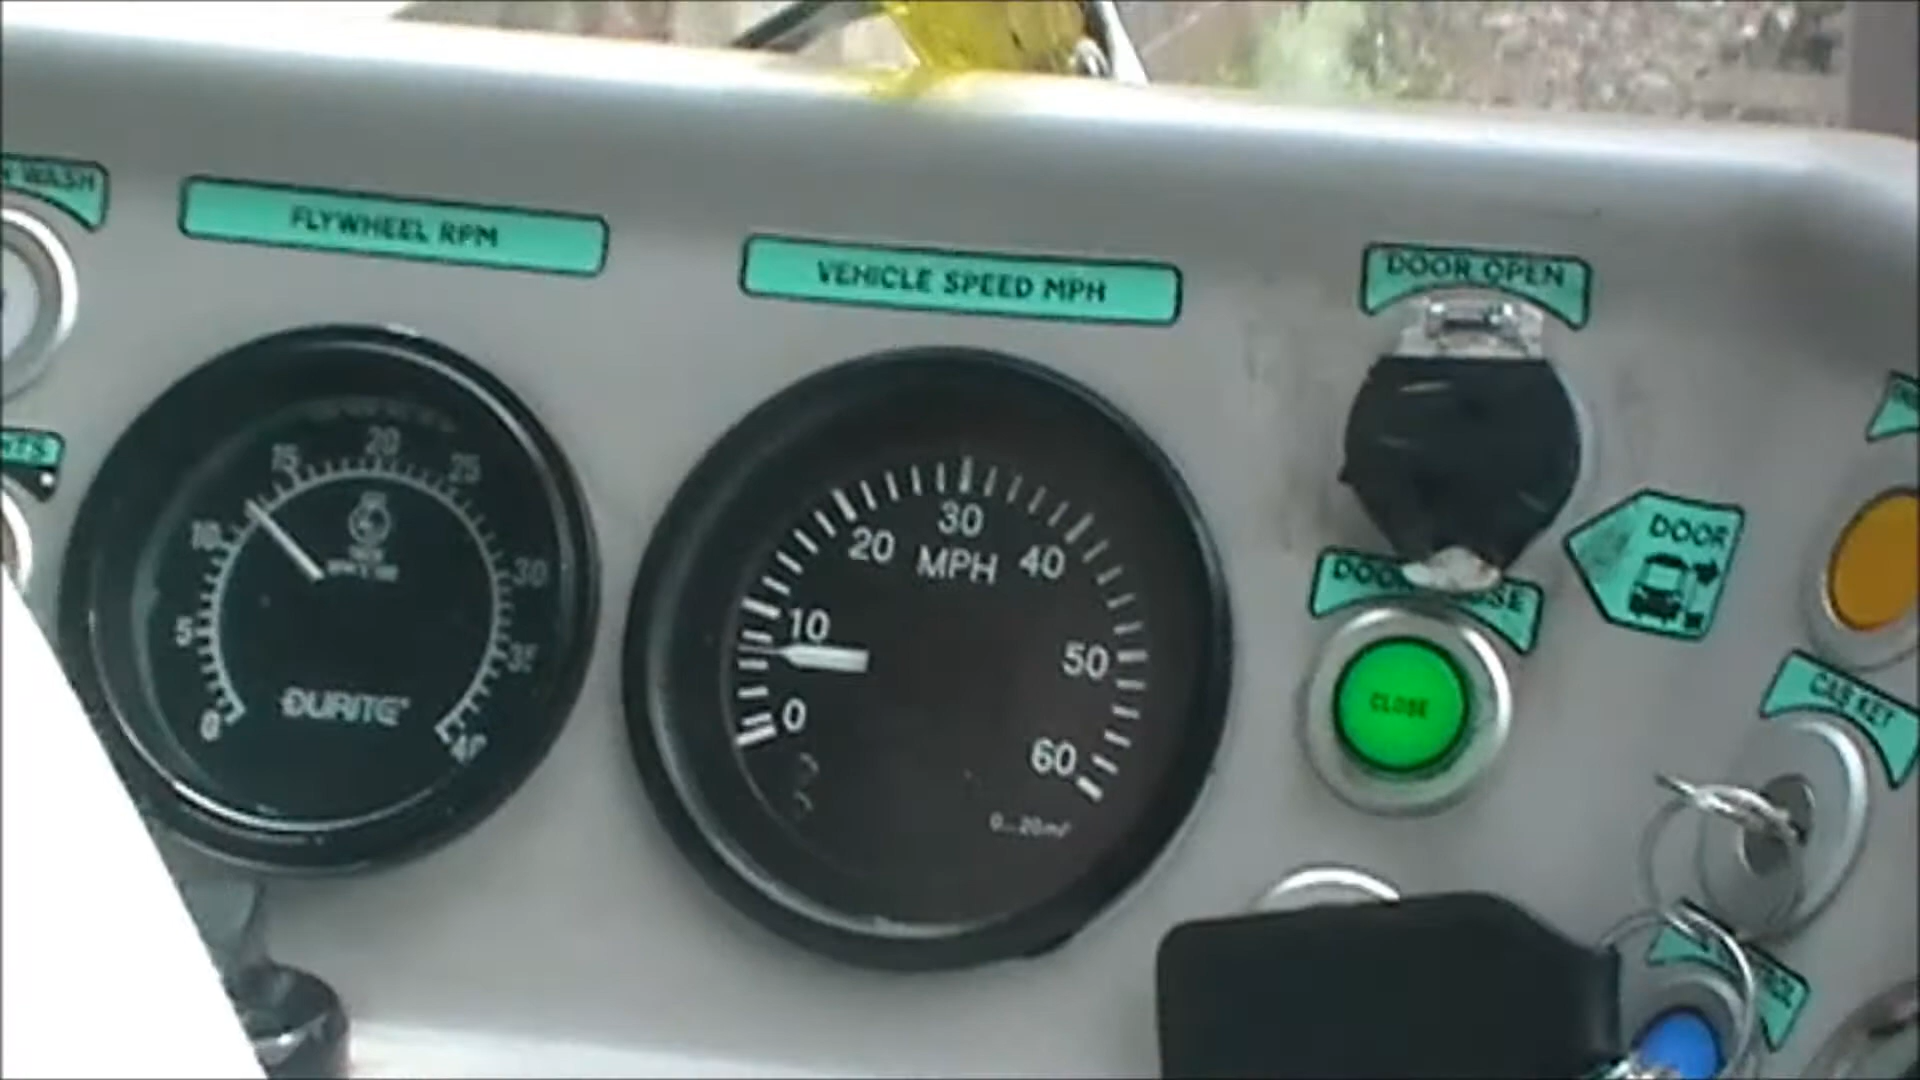 WASH
FLYWHEEL RPM
VEHICLE SPEED MPH
DOOR OPEN
0
5
10
15
20
25
30
35
40
DURITE
0
10
20
30
40
50
60
MPH
DOOR
CLOSE
CAB KEY